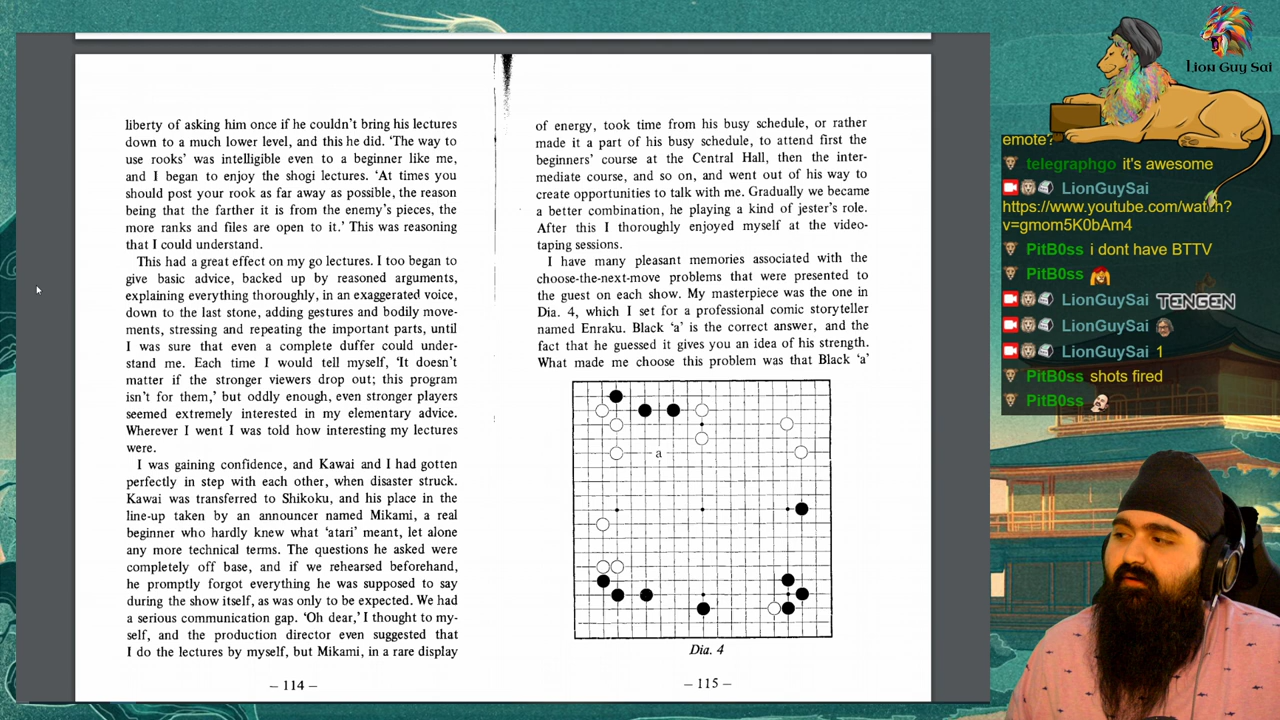 liberty of asking him once if he couldn't bring his lectures
down to a much lower level, and this he did. 'The way to
use rooks' was intelligible even to a beginner like me,
and I began to enjoy the shogi lectures. 'At times you
should post your rook as far away as possible, the reason
being that the farther it is from the enemy's pieces, the
more ranks and files are open to it.' This was reasoning
that I could understand.
This had a great effect on my go lectures. I too began to
give basic advice, backed up by reasoned arguments,
explaining everything thoroughly, in an exaggerated voice,
down to the last stone, adding gestures and bodily move-
ments, stressing and repeating the important parts, until
I was sure that even a complete duffer could under-
stand me. Each time I would tell myself, 'It doesn't
matter if the stronger viewers drop out; this program
isn't for them,' but oddly enough, even stronger players
seemed extremely interested in my elementary advice.
Wherever I went I was told how interesting my lectures
were.
I was gaining confidence, and Kawai and I had gotten
perfectly in step with each other, when disaster struck.
Kawai was transferred to Shikoku, and his place in the
line-up taken by an announcer named Mikami, a real
beginner who hardly knew what 'atari' meant, let alone
any more technical terms. The questions he asked were
completely off base, and if we rehearsed beforehand,
he promptly forgot everything he was supposed to say
during the show itself, as was only to be expected. We had
a serious communication gap. 'Oh dear,' I thought to my-
self, and the production director even suggested that
I do the lectures by myself, but Mikami, in a rare display
– 114 –
of energy, took time from his busy schedule, or rather
made it a part of his busy schedule, to attend first the
beginners' course at the Central Hall, then the inter-
mediate course, and so on, and went out of his way to
create opportunities to talk with me. Gradually we became
a better combination, he playing a kind of jester's role.
After this I thoroughly enjoyed myself at the video-
taping sessions.
I have many pleasant memories associated with the
choose-the-next-move problems that were presented to
the guest on each show. My masterpiece was the one in
Dia. 4, which I set for a professional comic storyteller
named Enraku. Black 'a' is the correct answer, and the
fact that he guessed it gives you an idea of his strength.
What made me choose this problem was that Black 'a'
a
Dia. 4
– 115 –
Lion Guy Sai
emote?
telegraphgo it's awesome
LionGuySai
https://www.youtube.com/watch?
v=gmom5K0bAm4
PitB0ss i dont have BTTV
PitB0ss
LionGuySai TENGEN
LionGuySai
LionGuySai 1
PitB0ss shots fired
PitB0ss